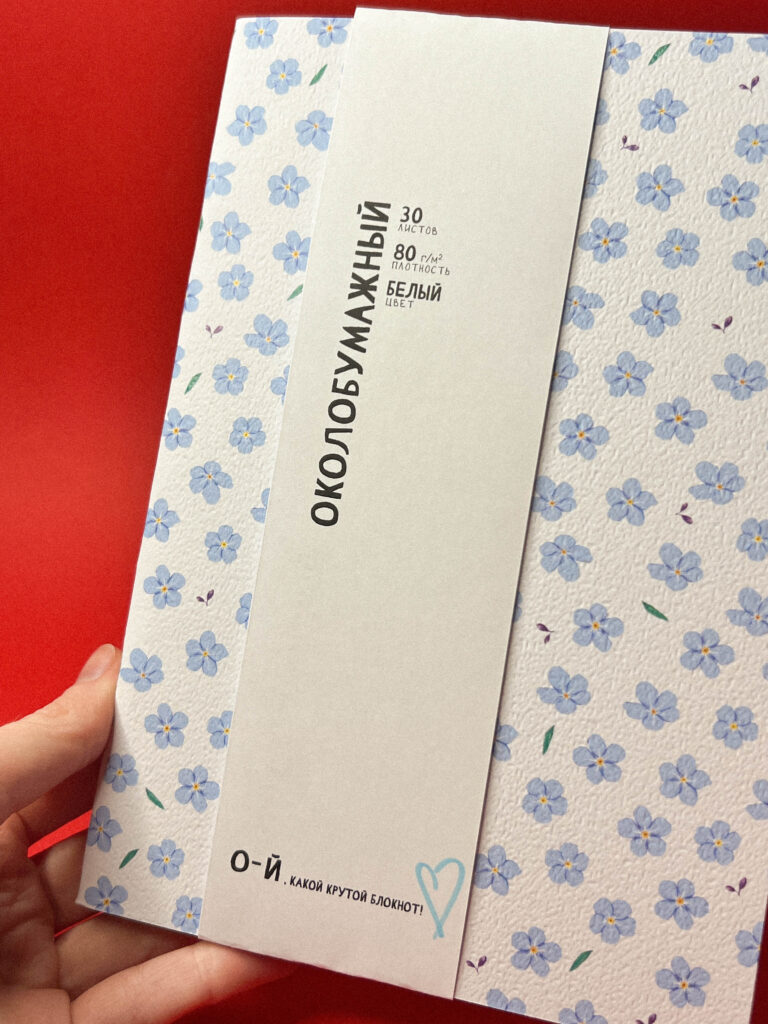 ОКОЛОБУМАЖНЫЙ
30
ЛИСТОВ
80 г/м²
ПЛОТНОСТЬ
БЕЛЫЙ
ЦВЕТ
О-Й, КАКОЙ КРУТОЙ БЛОКНОТ!